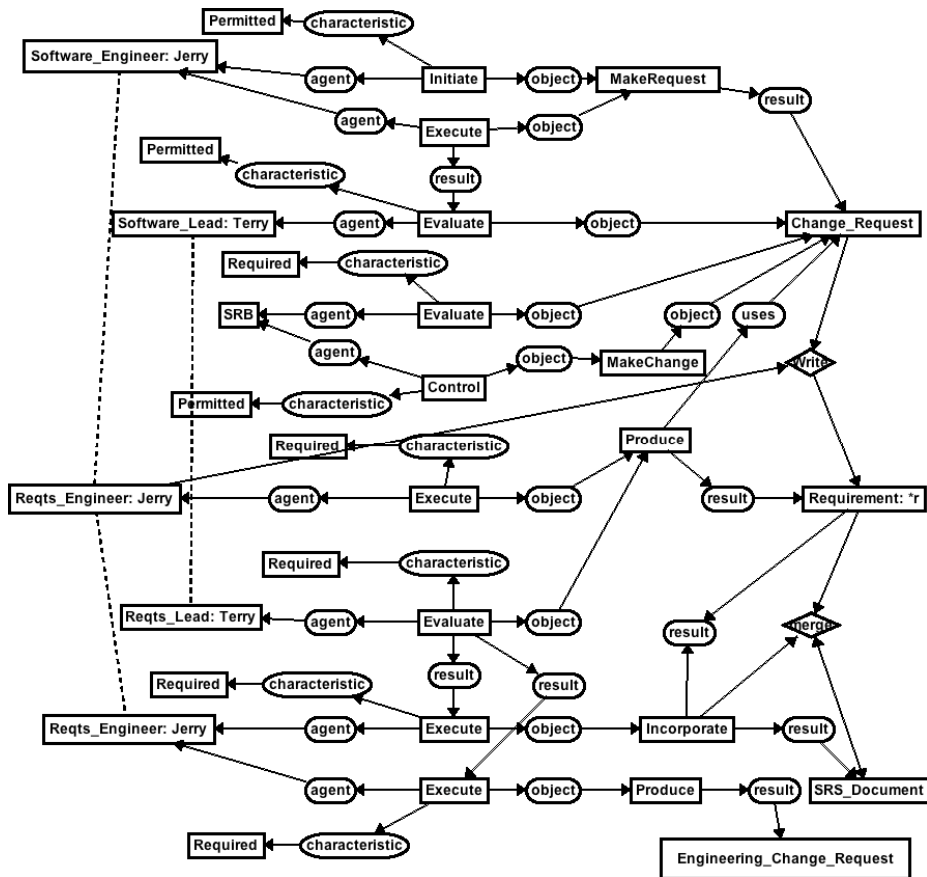 Permitted
characteristic
Software_Engineer: Jerry
agent
Initiate
object
MakeRequest
result
agent
Execute
object
Permitted
characteristic
result
Software_Lead: Terry
agent
Evaluate
object
Change_Request
Required
characteristic
SRB
agent
Evaluate
object
object
uses
agent
object
MakeChange
Write
Control
Permitted
characteristic
Required
characteristic
Produce
Reqts_Engineer: Jerry
agent
Execute
object
result
Requirement: *r
Required
characteristic
Reqts_Lead: Terry
agent
Evaluate
object
result
merge
result
result
Required
characteristic
Reqts_Engineer: Jerry
agent
Execute
object
Incorporate
result
agent
Execute
object
Produce
result
SRS_Document
Required
characteristic
Engineering_Change_Request